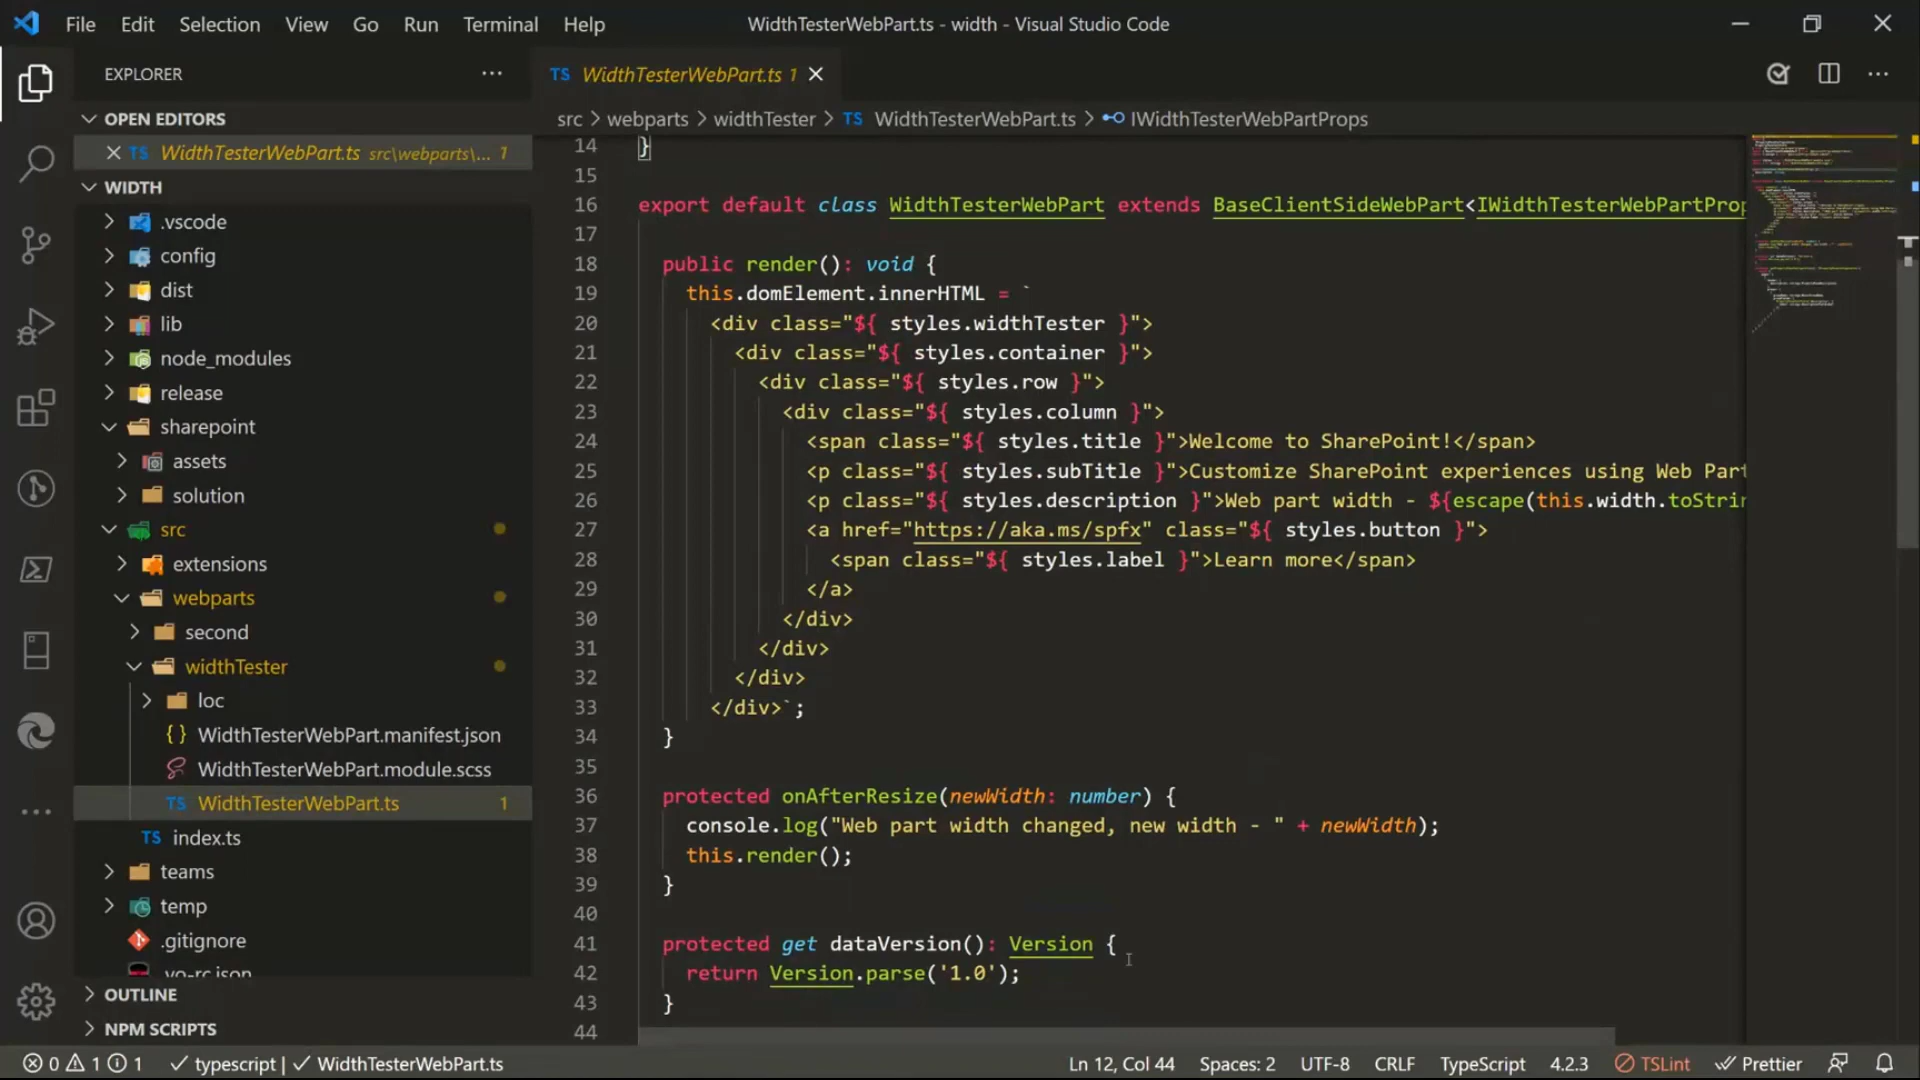 File Edit Selection View Go Run Terminal Help
WidthTesterWebPart.ts - width - Visual Studio Code
EXPLORER
OPEN EDITORS
TS WidthTesterWebPart.ts src\webparts\... 1
WIDTH
.vscode
config
dist
lib
node_modules
release
sharepoint
assets
solution
src
extensions
webparts
second
widthTester
loc
{} WidthTesterWebPart.manifest.json
WidthTesterWebPart.module.scss
TS WidthTesterWebPart.ts 1
TS index.ts
teams
temp
.gitignore
.yo-rc.json
OUTLINE
NPM SCRIPTS
TS WidthTesterWebPart.ts 1
src > webparts > widthTester > TS WidthTesterWebPart.ts > IWidthTesterWebPartProps
14 }
15
16 export default class WidthTesterWebPart extends BaseClientSideWebPart<IWidthTesterWebPartProp
17
18 public render(): void {
19 this.domElement.innerHTML = `
20 <div class="${ styles.widthTester }">
21 <div class="${ styles.container }">
22 <div class="${ styles.row }">
23 <div class="${ styles.column }">
24 <span class="${ styles.title }">Welcome to SharePoint!</span>
25 <p class="${ styles.subTitle }">Customize SharePoint experiences using Web Part
26 <p class="${ styles.description }">Web part width - ${escape(this.width.toStrin
27 <a href="https://aka.ms/spfx" class="${ styles.button }">
28 <span class="${ styles.label }">Learn more</span>
29 </a>
30 </div>
31 </div>
32 </div>
33 </div>`;
34 }
35
36 protected onAfterResize(newWidth: number) {
37 console.log("Web part width changed, new width - " + newWidth);
38 this.render();
39 }
40
41 protected get dataVersion(): Version {
42 return Version.parse('1.0');
43 }
44
0 1 1 typescript | WidthTesterWebPart.ts
Ln 12, Col 44 Spaces: 2 UTF-8 CRLF TypeScript 4.2.3 TSLint Prettier